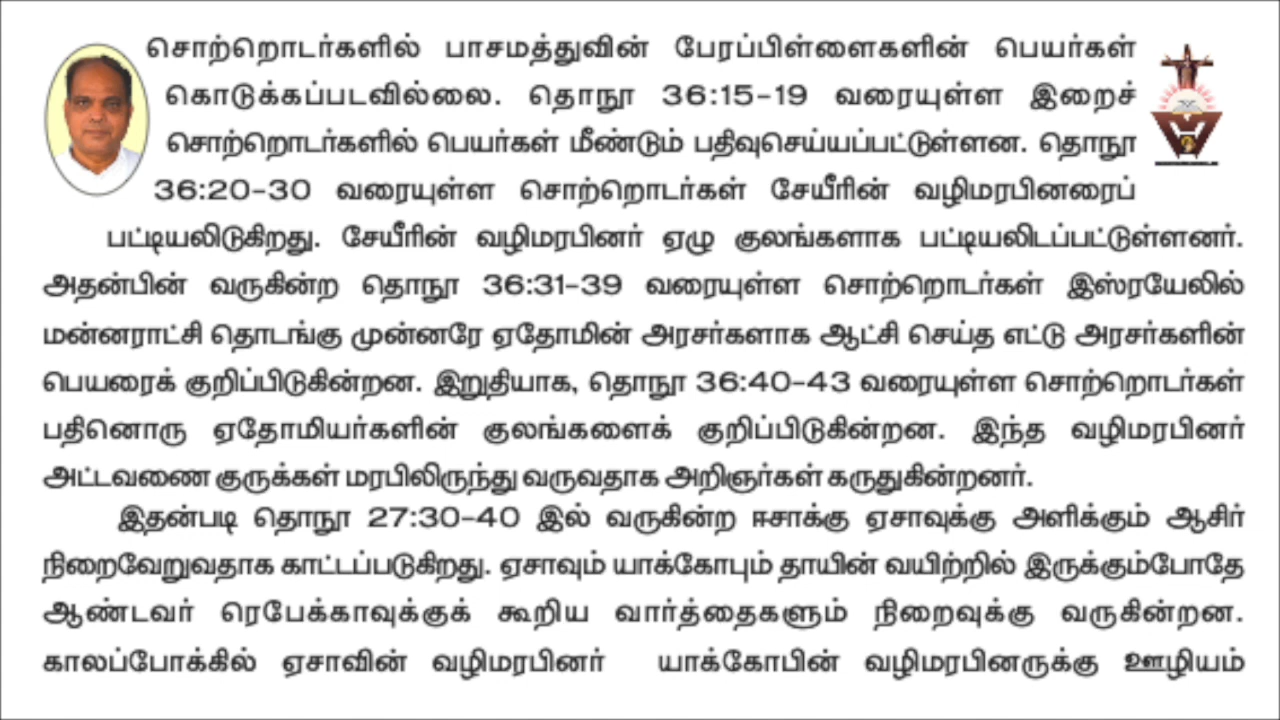 சொற்றொடர்களில் பாசமத்துவின் பேரப்பிள்ளைகளின் பெயர்கள்
கொடுக்கப்படவில்லை. தொநூ 36:15-19 வரையுள்ள இறைச்
சொற்றொடர்களில் பெயர்கள் மீண்டும் பதிவுசெய்யப்பட்டுள்ளன. தொநூ
36:20-30 வரையுள்ள சொற்றொடர்கள் சேயீரின் வழிமரபினரைப்
பட்டியலிடுகிறது. சேயீரின் வழிமரபினர் ஏழு குலங்களாக பட்டியலிடப்பட்டுள்ளனர்.
அதன்பின் வருகின்ற தொநூ 36:31-39 வரையுள்ள சொற்றொடர்கள் இஸ்ரயேலில்
மன்னராட்சி தொடங்கு முன்னரே ஏதோமின் அரசர்களாக ஆட்சி செய்த எட்டு அரசர்களின்
பெயரைக் குறிப்பிடுகின்றன. இறுதியாக, தொநூ 36:40-43 வரையுள்ள சொற்றொடர்கள்
பதினொரு ஏதோமியர்களின் குலங்களைக் குறிப்பிடுகின்றன. இந்த வழிமரபினர்
அட்டவணை குருக்கள் மரபிலிருந்து வருவதாக அறிஞர்கள் கருதுகின்றனர்.
இதன்படி தொநூ 27:30-40 இல் வருகின்ற ஈசாக்கு ஏசாவுக்கு அளிக்கும் ஆசிர்
நிறைவேறுவதாக காட்டப்படுகிறது. ஏசாவும் யாக்கோபும் தாயின் வயிற்றில் இருக்கும்போதே
ஆண்டவர் ரெபேக்காவுக்குக் கூறிய வார்த்தைகளும் நிறைவுக்கு வருகின்றன.
காலப்போக்கில் ஏசாவின் வழிமரபினர் யாக்கோபின் வழிமரபினருக்கு ஊழியம்